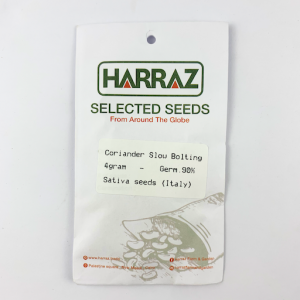 HARRAZ
SELECTED SEEDS
From Around The Globe
Coriander Slow Bolting
4gram - Germ.90%
Sativa seeds (Italy)